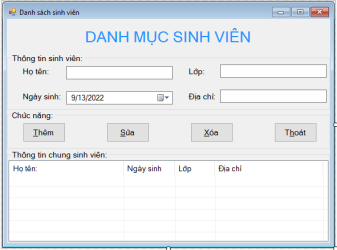 Danh sách sinh viên
DANH MỤC SINH VIÊN
Thông tin sinh viên:
Họ tên: Lớp:
Ngày sinh: 9/13/2022 Địa chỉ:
Chức năng:
Thêm Sửa Xóa Thoát
Thông tin chung sinh viên:
Họ tên: Ngày sinh Lớp Địa chỉ